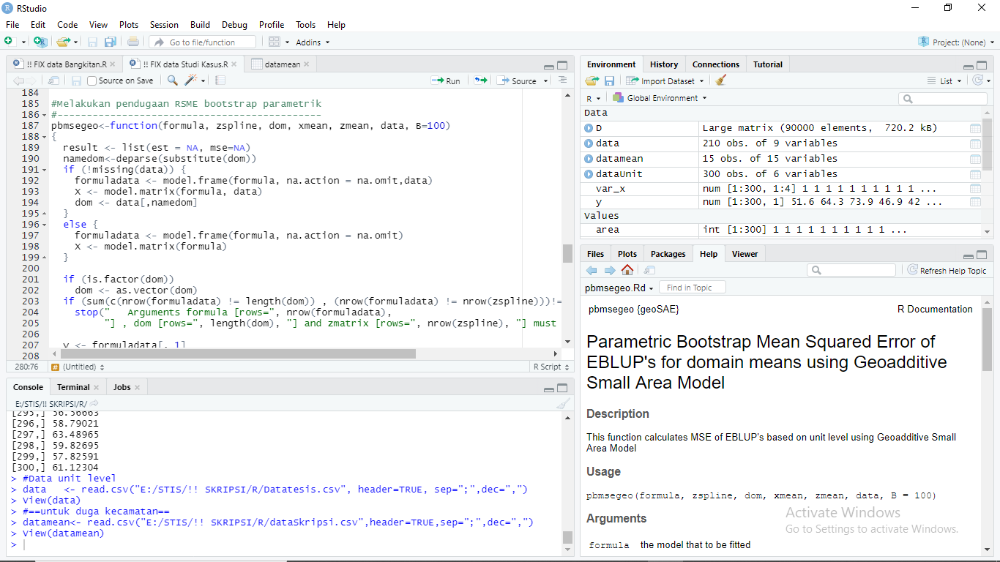 RStudio
File Edit Code View Plots Session Build Debug Profile Tools Help
Go to file/function Addins Project: (None)
!! FIX data Bangkitan.R !! FIX data Studi Kasus.R datamean
Source on Save Run Source
184
185 #Melakukan pendugaan RSME bootstrap parametrik
186 #------------------------------------------------
187 pbmsegeo<-function(formula, zspline, dom, xmean, zmean, data, B=100)
188 {
189 result <- list(est = NA, mse=NA)
190 namedom<-deparse(substitute(dom))
191 if (!missing(data)) {
192 formuladata <- model.frame(formula, na.action = na.omit,data)
193 X <- model.matrix(formula, data)
194 dom <- data[,namedom]
195 }
196 else {
197 formuladata <- model.frame(formula, na.action = na.omit)
198 X <- model.matrix(formula)
199 }
200
201 if (is.factor(dom))
202 dom <- as.vector(dom)
203 if (sum(c(nrow(formuladata) != length(dom)) , (nrow(formuladata) != nrow(zspline)))!=
204 stop(" Arguments formula [rows=", nrow(formuladata),
205 "] , dom [rows=", length(dom), "] and zmatrix [rows=", nrow(zspline), "] must
206
207 y <- formuladata[, 1]
208
280:76 (Untitled) R Script
Console Terminal Jobs
E:/STIS/!! SKRIPSI/R/
[295,] 56.56663
[296,] 58.79021
[297,] 63.48965
[298,] 59.82695
[299,] 57.82591
[300,] 61.12304
> #Data unit level
> data <- read.csv("E:/STIS/!! SKRIPSI/R/Datatesis.csv", header=TRUE, sep=";",dec=",")
> View(data)
> #==untuk duga kecamatan==
> datamean<- read.csv("E:/STIS/!! SKRIPSI/R/dataSkripsi.csv",header=TRUE,sep=";",dec=",")
> View(datamean)
>
Environment History Connections Tutorial
Import Dataset List
R Global Environment
Data
D Large matrix (90000 elements, 720.2 kB)
data 210 obs. of 9 variables
datamean 15 obs. of 15 variables
dataUnit 300 obs. of 6 variables
var_x num [1:300, 1:4] 1 1 1 1 1 1 1 1 1 1 ...
y num [1:300, 1] 51.6 64.3 73.9 46.9 42 ...
Values
area int [1:300] 1 1 1 1 1 1 1 1 1 1 ...
Files Plots Packages Help Viewer
Refresh Help Topic
pbmsegeo.Rd Find in Topic
pbmsegeo {geoSAE} R Documentation
Parametric Bootstrap Mean Squared Error of
EBLUP's for domain means using Geoadditive
Small Area Model
Description
This function calculates MSE of EBLUP's based on unit level using Geoadditive Small
Area Model
Usage
pbmsegeo(formula, zspline, dom, xmean, zmean, data, B = 100)
Arguments
formula the model that to be fitted
Activate Windows
Go to Settings to activate Windows.